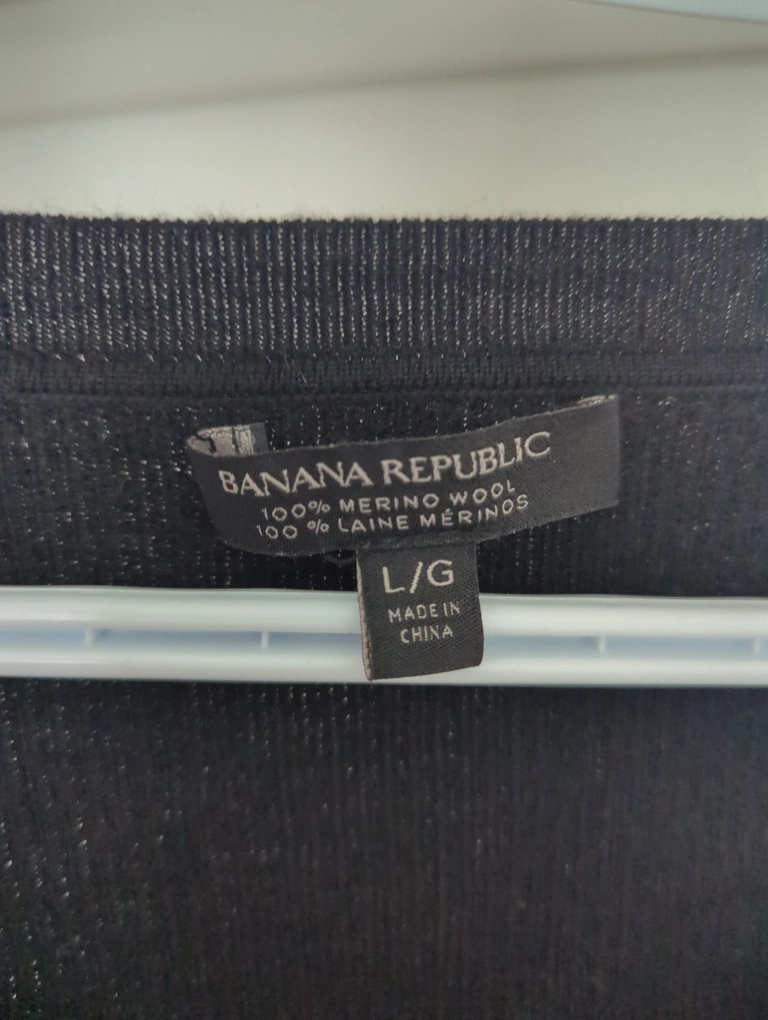 BANANA REPUBLIC
100% MERINO WOOL
100 % LAINE MÉRINOS
L/G
MADE IN
CHINA